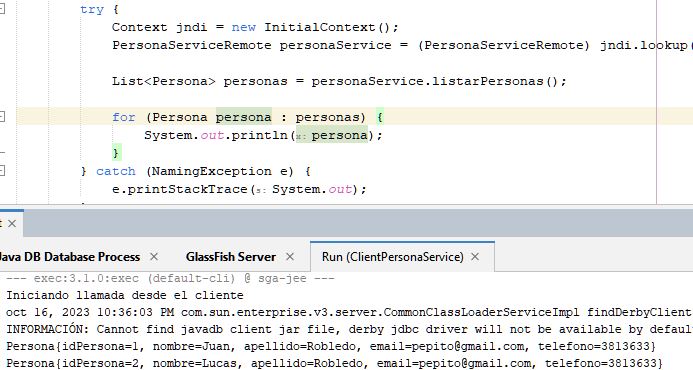 try {
Context jndi = new InitialContext();
PersonaServiceRemote personaService = (PersonaServiceRemote) jndi.lookup(
List<Persona> personas = personaService.listarPersonas();
for (Persona persona : personas) {
System.out.println(x: persona);
}
} catch (NamingException e) {
e.printStackTrace(s: System.out);
t ×
Java DB Database Process × GlassFish Server × Run (ClientPersonaService) ×
--- exec:3.1.0:exec (default-cli) @ sga-jee ---
Iniciando llamada desde el cliente
oct 16, 2023 10:36:03 PM com.sun.enterprise.v3.server.CommonClassLoaderServiceImpl findDerbyClient
INFORMACIÓN: Cannot find javadb client jar file, derby jdbc driver will not be available by defaul
Persona{idPersona=1, nombre=Juan, apellido=Robledo, email=pepito@gmail.com, telefono=3813633}
Persona{idPersona=2, nombre=Lucas, apellido=Robledo, email=pepito@gmail.com, telefono=3813633}